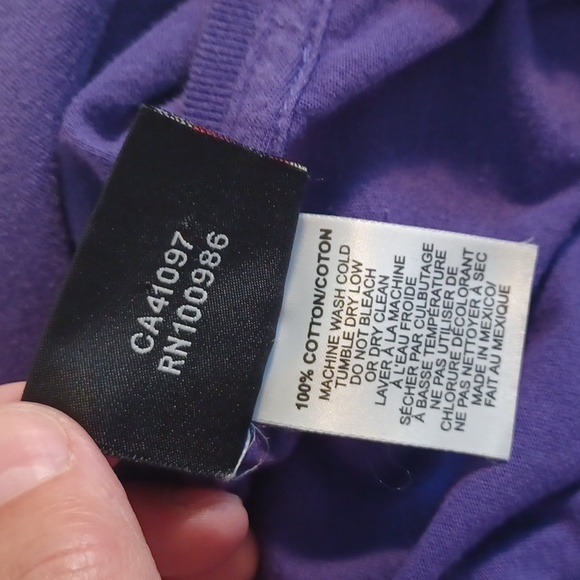 CA41097
RN100986
100% COTTON/COTON
MACHINE WASH COLD
TUMBLE DRY LOW
DO NOT BLEACH
OR DRY CLEAN
LAVER À LA MACHINE
À L'EAU FROIDE
SÉCHER PAR CULBUTAGE
À BASSE TEMPÉRATURE
NE PAS UTILISER DE
CHLORURE DÉCOLORANT
NE PAS NETTOYER À SEC
MADE IN MEXICO/
FAIT AU MEXIQUE